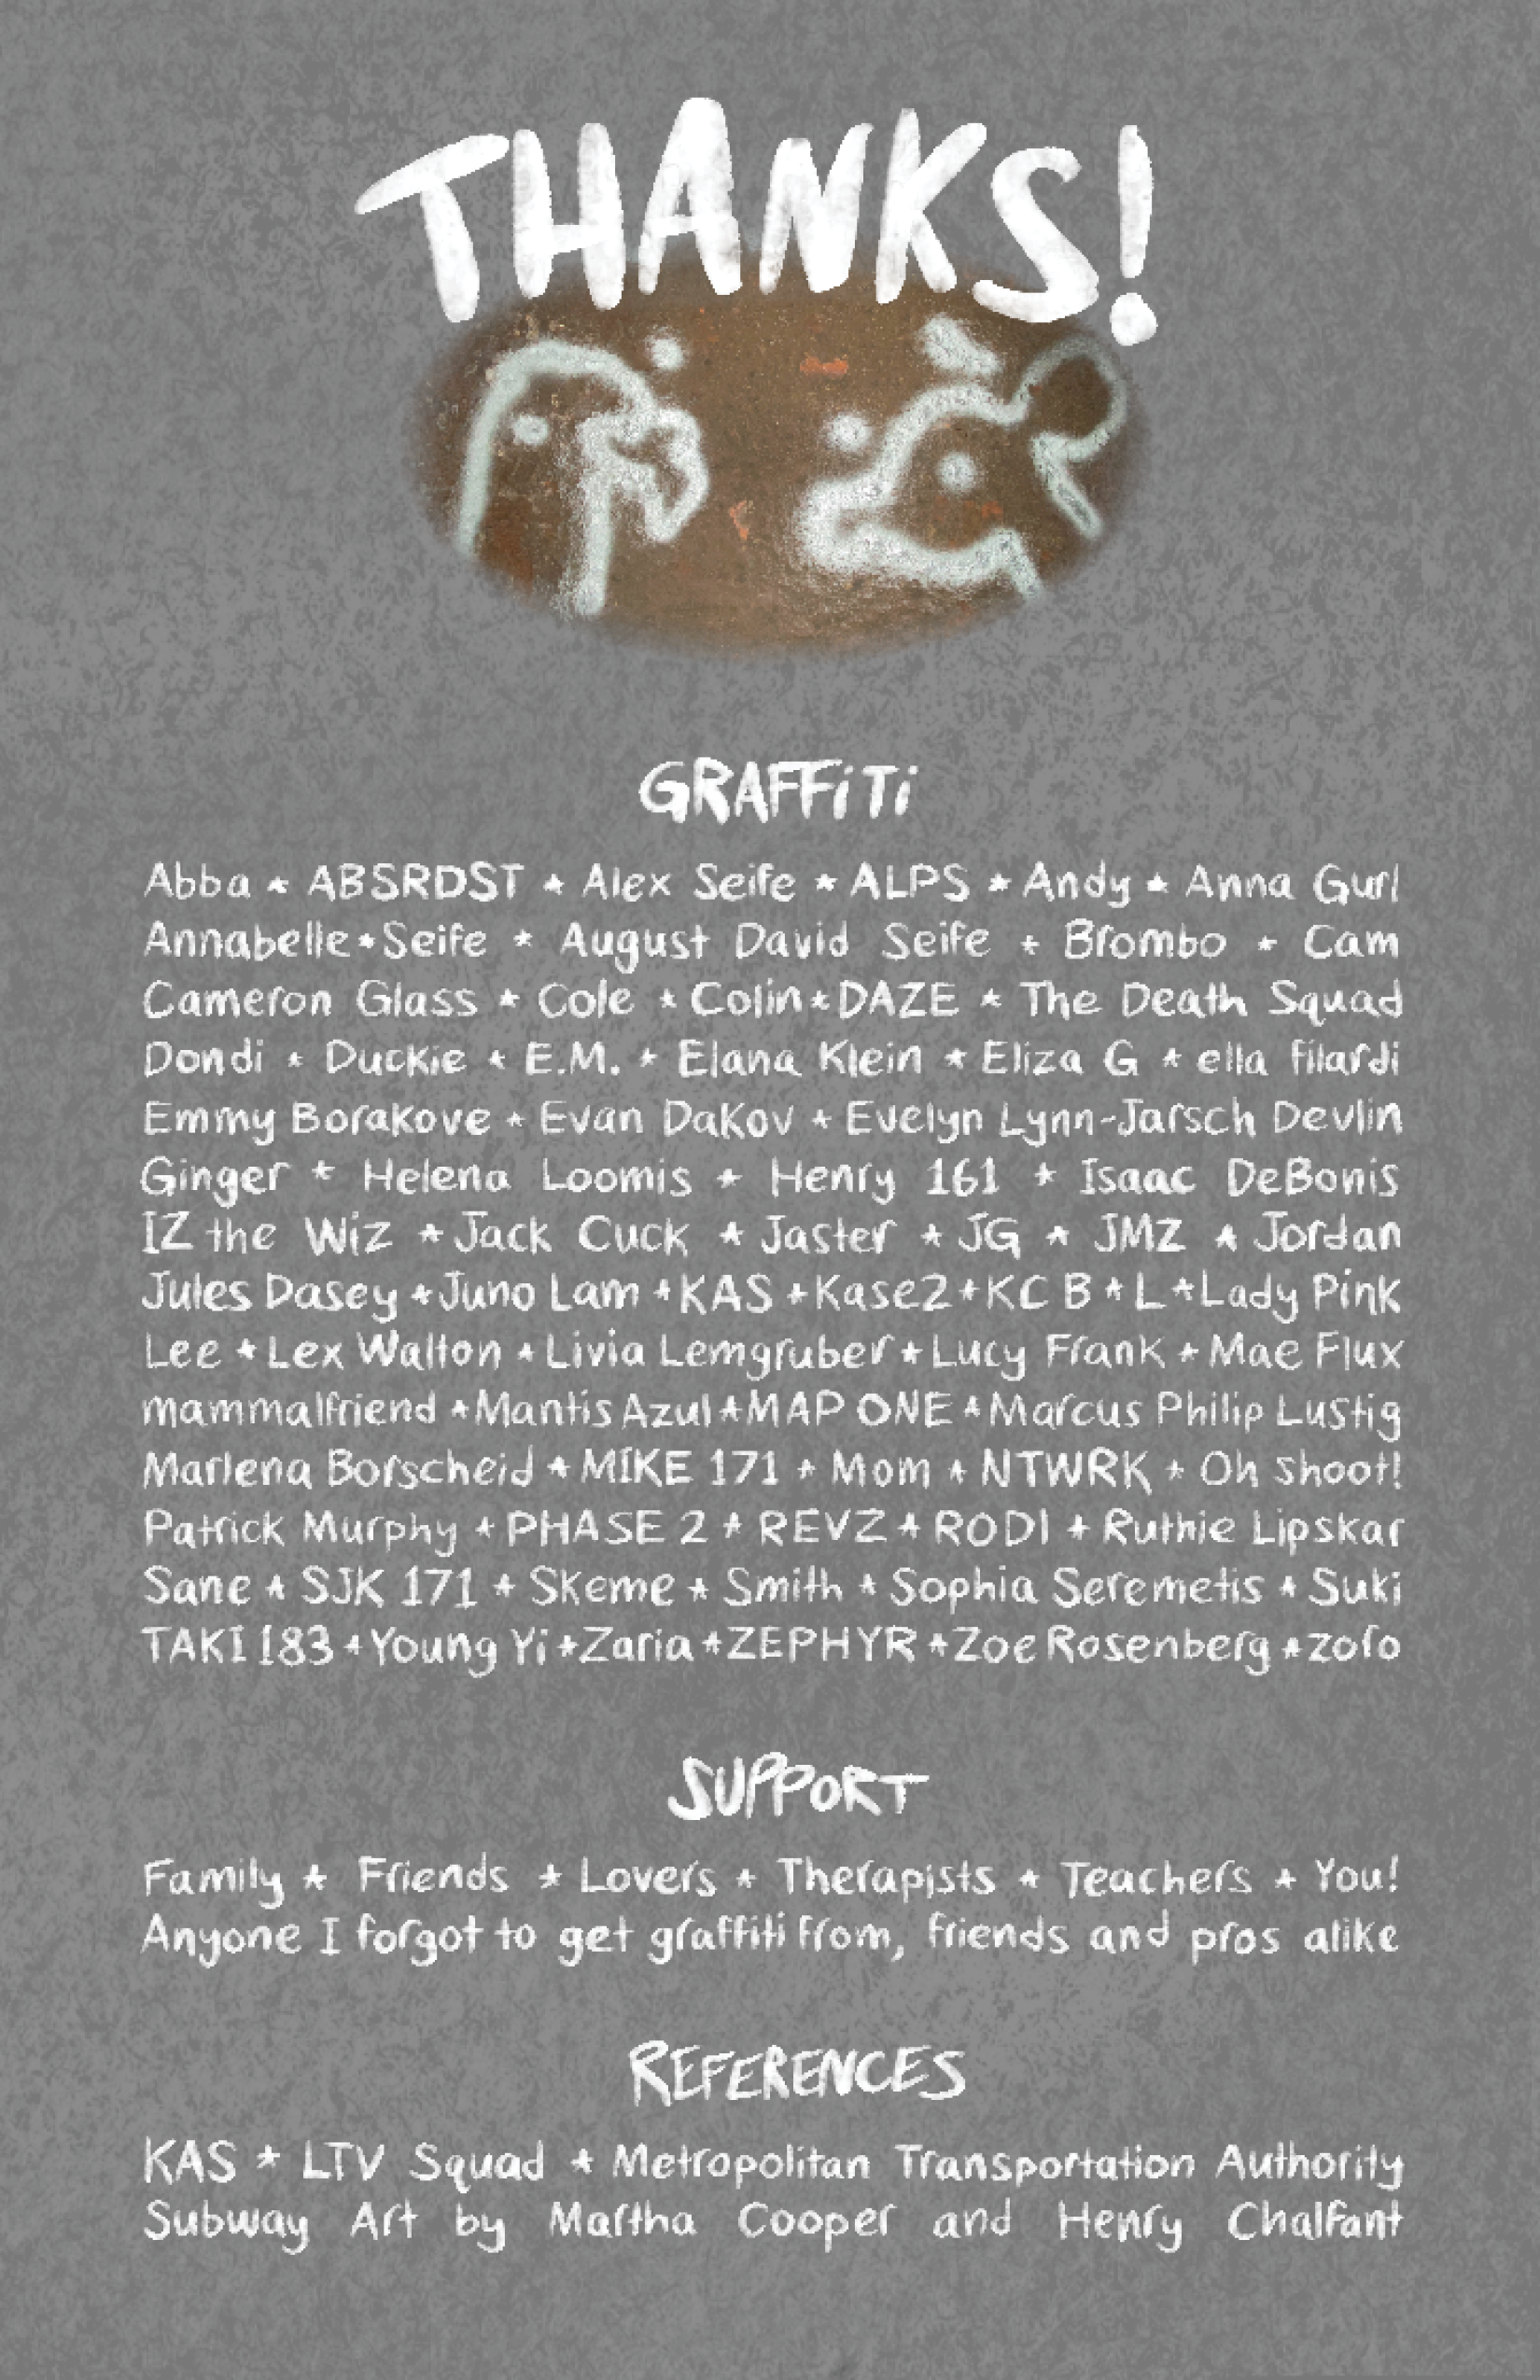 THANKS!
GRAFFiTi
Abba ★ ABSRDST ★ Alex Seife ★ ALPS ★ Andy ★ Anna Gurl
Annabelle★Seife ★ August David Seife ★ Brombo ★ Cam
Cameron Glass ★ Cole ★ Colin★DAZE ★ The Death Squad
Dondi ★ Duckie ★ E.M. ★ Elana Klein ★ Eliza G ★ ella filardi
Emmy Borakove ★ Evan Dakov ★ Evelyn Lynn-Jarsch Devlin
Ginger ★ Helena Loomis ★ Henry 161 ★ Isaac DeBonis
IZ the Wiz ★ Jack Cuck ★ Jaster ★ JG ★ JMZ ★ Jordan
Jules Dasey ★ Juno Lam ★ KAS ★ Kase2 ★ KC B ★ L ★ Lady Pink
Lee ★ Lex Walton ★ Livia Lemgruber ★ Lucy Frank ★ Mae Flux
mammalfriend ★ Mantis Azul ★ MAP ONE ★ Marcus Philip Lustig
Marlena Borscheid ★ MIKE 171 ★ Mom ★ NTWRK ★ Oh shoot!
Patrick Murphy ★ PHASE 2 ★ REVZ ★ RODI ★ Ruthie Lipskar
Sane ★ SJK 171 ★ Skeme ★ Smith ★ Sophia Seremetis ★ Suki
TAKI 183 ★ Young Yi ★ Zaria ★ ZEPHYR ★ Zoe Rosenberg ★ zoro
SUPPORT
Family ★ Friends ★ Lovers ★ Therapists ★ Teachers ★ You!
Anyone I forgot to get graffiti from, friends and pros alike
REFERENCES
KAS ★ LTV Squad ★ Metropolitan Transportation Authority
Subway Art by Martha Cooper and Henry Chalfant